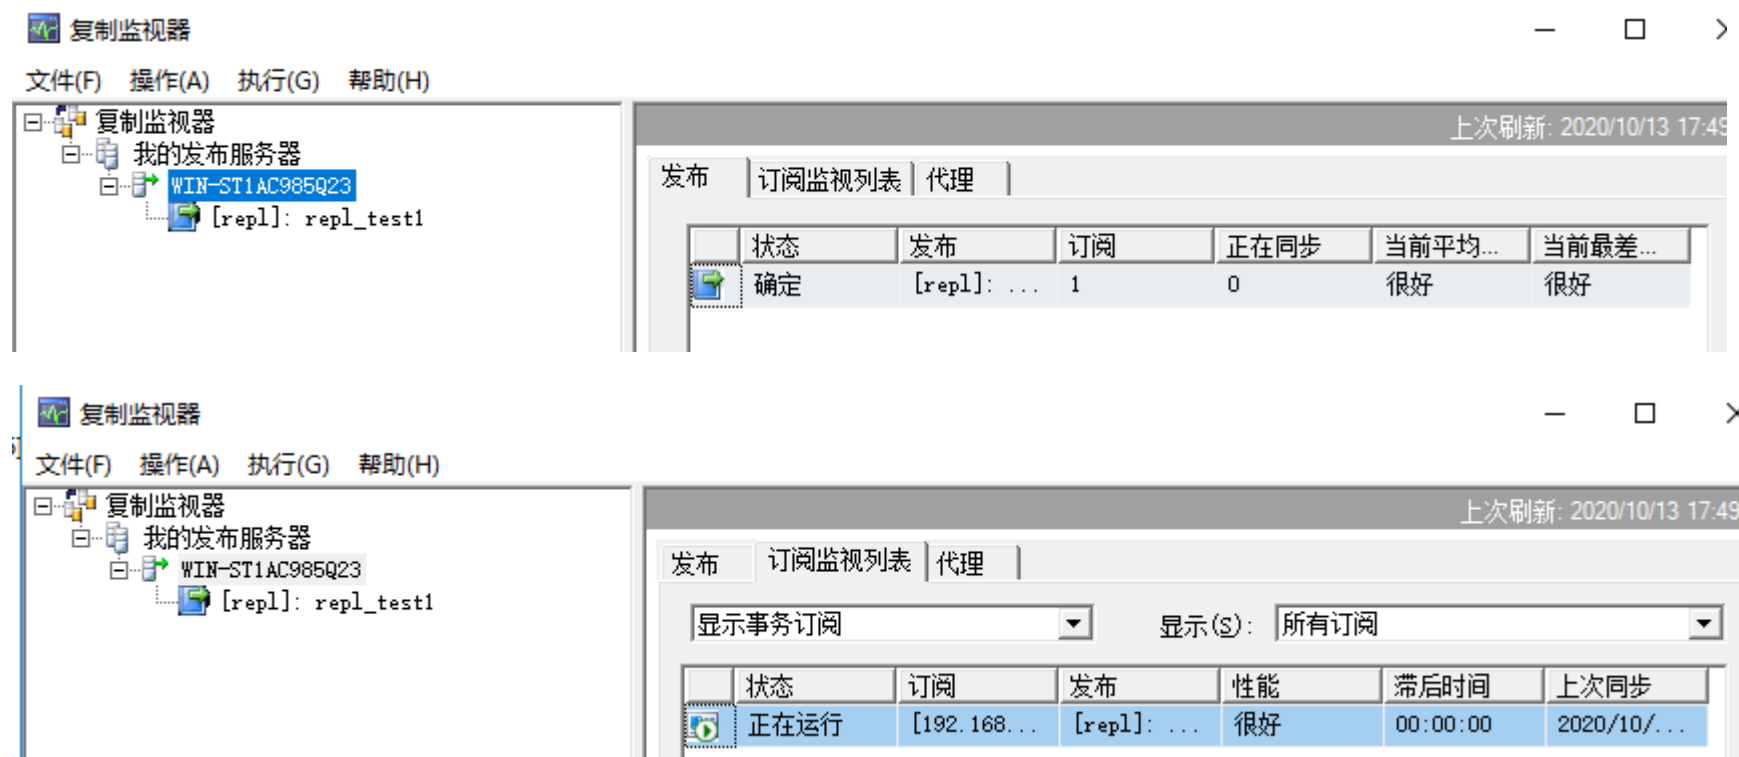 复制监视器
文件(F) 操作(A) 执行(G) 帮助(H)
复制监视器
我的发布服务器
WIN-ST1AC985Q23
[repl]: repl_test1
上次刷新: 2020/10/13 17:49
发布 订阅监视列表 代理
状态 发布 订阅 正在同步 当前平均... 当前最差...
确定 [repl]: ... 1 0 很好 很好
复制监视器
文件(F) 操作(A) 执行(G) 帮助(H)
复制监视器
我的发布服务器
WIN-ST1AC985Q23
[repl]: repl_test1
上次刷新: 2020/10/13 17:49
发布 订阅监视列表 代理
显示事务订阅 显示(S): 所有订阅
状态 订阅 发布 性能 滞后时间 上次同步
正在运行 [192.168... [repl]: ... 很好 00:00:00 2020/10/...